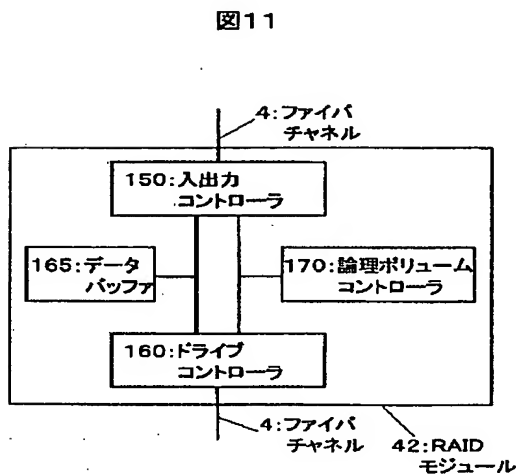 図11
4:ファイバ
チャネル
150:入出力
コントローラ
165:データ
バッファ
170:論理ボリューム
コントローラ
160:ドライブ
コントローラ
4:ファイバ
チャネル
42:RAID
モジュール